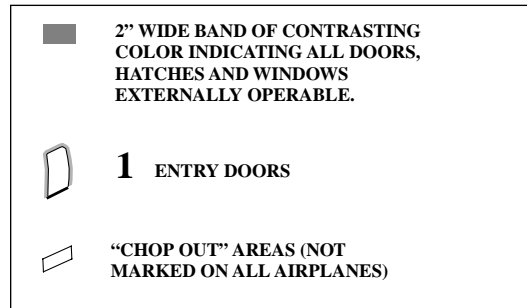 2” WIDE BAND OF CONTRASTING
COLOR INDICATING ALL DOORS,
HATCHES AND WINDOWS
EXTERNALLY OPERABLE.
1 ENTRY DOORS
“CHOP OUT” AREAS (NOT
MARKED ON ALL AIRPLANES)